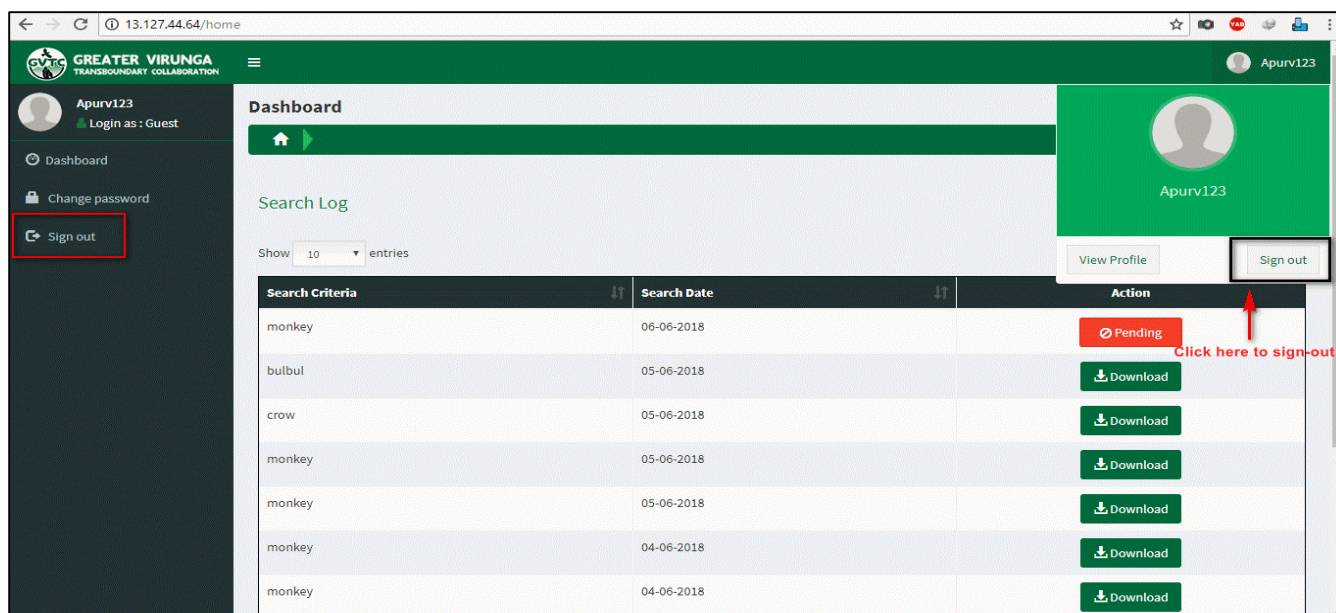 13.127.44.64/home
YAB
GVTC
GREATER VIRUNGA
TRANSBOUNDARY COLLABORATION
Apurv123
Apurv123
Login as : Guest
Dashboard
Change password
Sign out
Dashboard
Apurv123
View Profile
Sign out
Search Log
Show 10 entries
Search Criteria Search Date Action
monkey 06-06-2018 Pending
Click here to sign-out
bulbul 05-06-2018 Download
crow 05-06-2018 Download
monkey 05-06-2018 Download
monkey 05-06-2018 Download
monkey 04-06-2018 Download
monkey 04-06-2018 Download